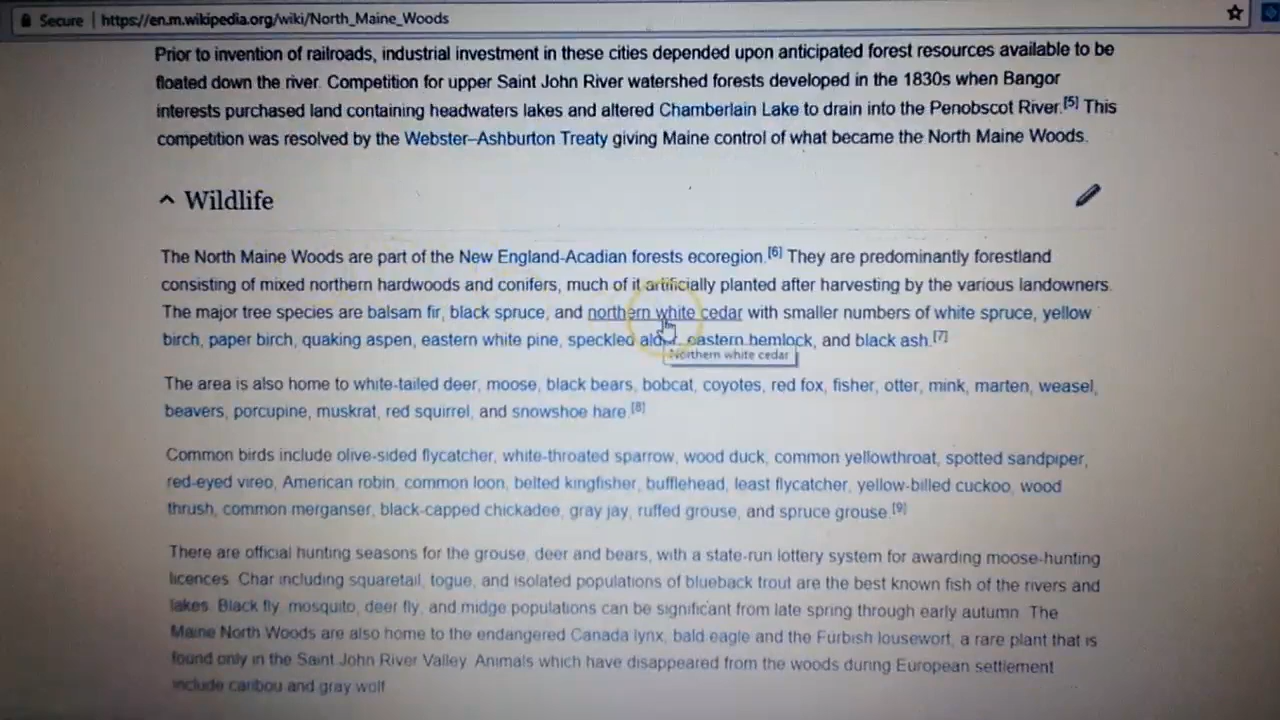 Secure | https://en.m.wikipedia.org/wiki/North_Maine_Woods
Prior to invention of railroads, industrial investment in these cities depended upon anticipated forest resources available to be
floated down the river. Competition for upper Saint John River watershed forests developed in the 1830s when Bangor
interests purchased land containing headwaters lakes and altered Chamberlain Lake to drain into the Penobscot River.[5] This
competition was resolved by the Webster–Ashburton Treaty giving Maine control of what became the North Maine Woods.
Wildlife
The North Maine Woods are part of the New England-Acadian forests ecoregion.[6] They are predominantly forestland
consisting of mixed northern hardwoods and conifers, much of it artificially planted after harvesting by the various landowners.
The major tree species are balsam fir, black spruce, and northern white cedar with smaller numbers of white spruce, yellow
birch, paper birch, quaking aspen, eastern white pine, speckled alder, eastern hemlock, and black ash.[7]
Northern white cedar
The area is also home to white-tailed deer, moose, black bears, bobcat, coyotes, red fox, fisher, otter, mink, marten, weasel,
beavers, porcupine, muskrat, red squirrel, and snowshoe hare.[8]
Common birds include olive-sided flycatcher, white-throated sparrow, wood duck, common yellowthroat, spotted sandpiper,
red-eyed vireo, American robin, common loon, belted kingfisher, bufflehead, least flycatcher, yellow-billed cuckoo, wood
thrush, common merganser, black-capped chickadee, gray jay, ruffed grouse, and spruce grouse.[9]
There are official hunting seasons for the grouse, deer and bears, with a state-run lottery system for awarding moose-hunting
licences. Char including squaretail, togue, and isolated populations of blueback trout are the best known fish of the rivers and
lakes. Black fly, mosquito, deer fly, and midge populations can be significant from late spring through early autumn. The
Maine North Woods are also home to the endangered Canada lynx, bald eagle and the Furbish lousewort, a rare plant that is
found only in the Saint John River Valley. Animals which have disappeared from the woods during European settlement
include caribou and gray wolf